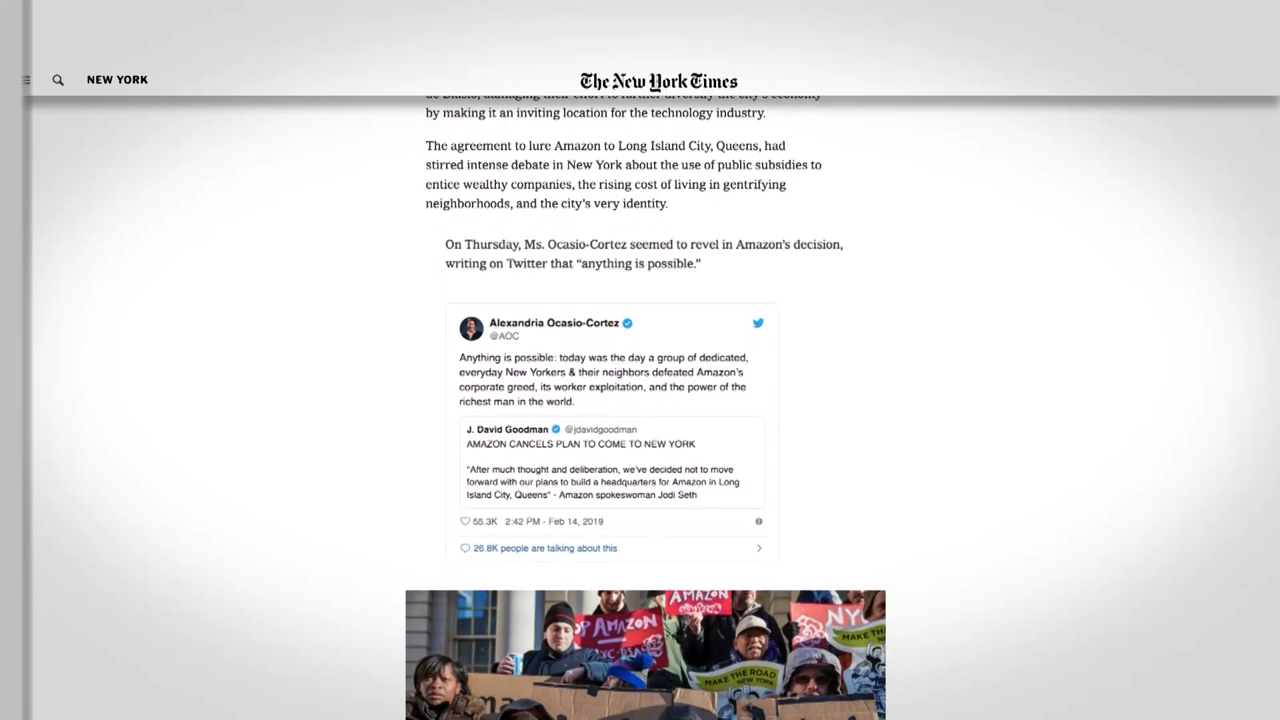 NEW YORK
The New York Times
de Blasio, damaging their effort to further diversify the city's economy
by making it an inviting location for the technology industry.
The agreement to lure Amazon to Long Island City, Queens, had
stirred intense debate in New York about the use of public subsidies to
entice wealthy companies, the rising cost of living in gentrifying
neighborhoods, and the city's very identity.
On Thursday, Ms. Ocasio-Cortez seemed to revel in Amazon's decision,
writing on Twitter that “anything is possible.”
Alexandria Ocasio-Cortez
@AOC
Anything is possible: today was the day a group of dedicated,
everyday New Yorkers & their neighbors defeated Amazon's
corporate greed, its worker exploitation, and the power of the
richest man in the world.
J. David Goodman @jdavidgoodman
AMAZON CANCELS PLAN TO COME TO NEW YORK
"After much thought and deliberation, we've decided not to move
forward with our plans to build a headquarters for Amazon in Long
Island City, Queens" - Amazon spokeswoman Jodi Seth
55.3K 2:42 PM - Feb 14, 2019
26.8K people are talking about this
AMAZON
P AMAZON
NYC-DSA
NYC
MAKE TH
MAKE THE ROAD
NEW YORK